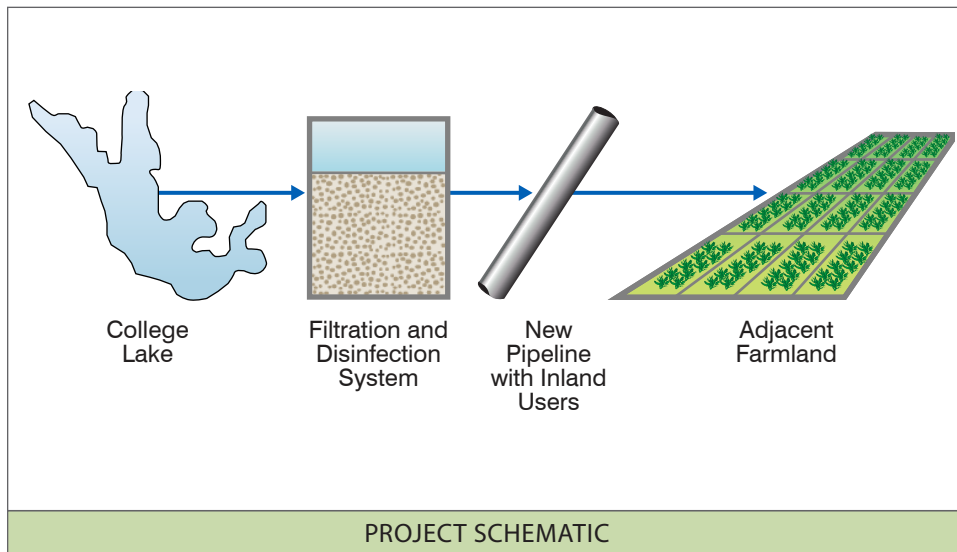 College
Lake
Filtration and
Disinfection
System
New
Pipeline
with Inland
Users
Adjacent
Farmland
PROJECT SCHEMATIC